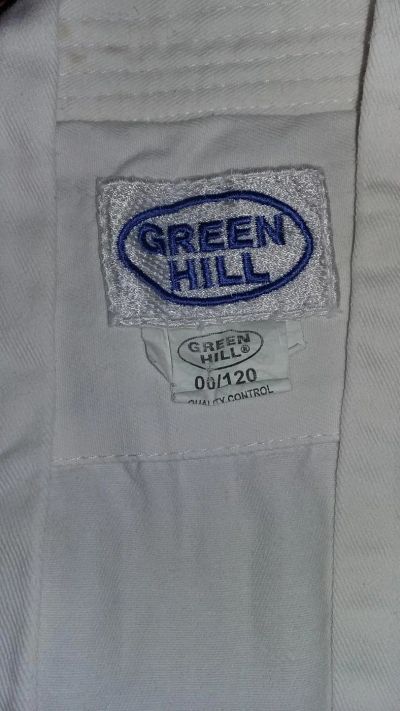 GREEN
HILL
GREEN
HILL®
00/120
QUALITY CONTROL